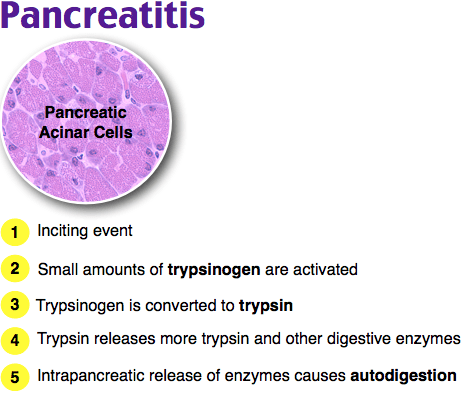 Pancreatitis
Pancreatic
Acinar Cells
1 Inciting event
2 Small amounts of trypsinogen are activated
3 Trypsinogen is converted to trypsin
4 Trypsin releases more trypsin and other digestive enzymes
5 Intrapancreatic release of enzymes causes autodigestion